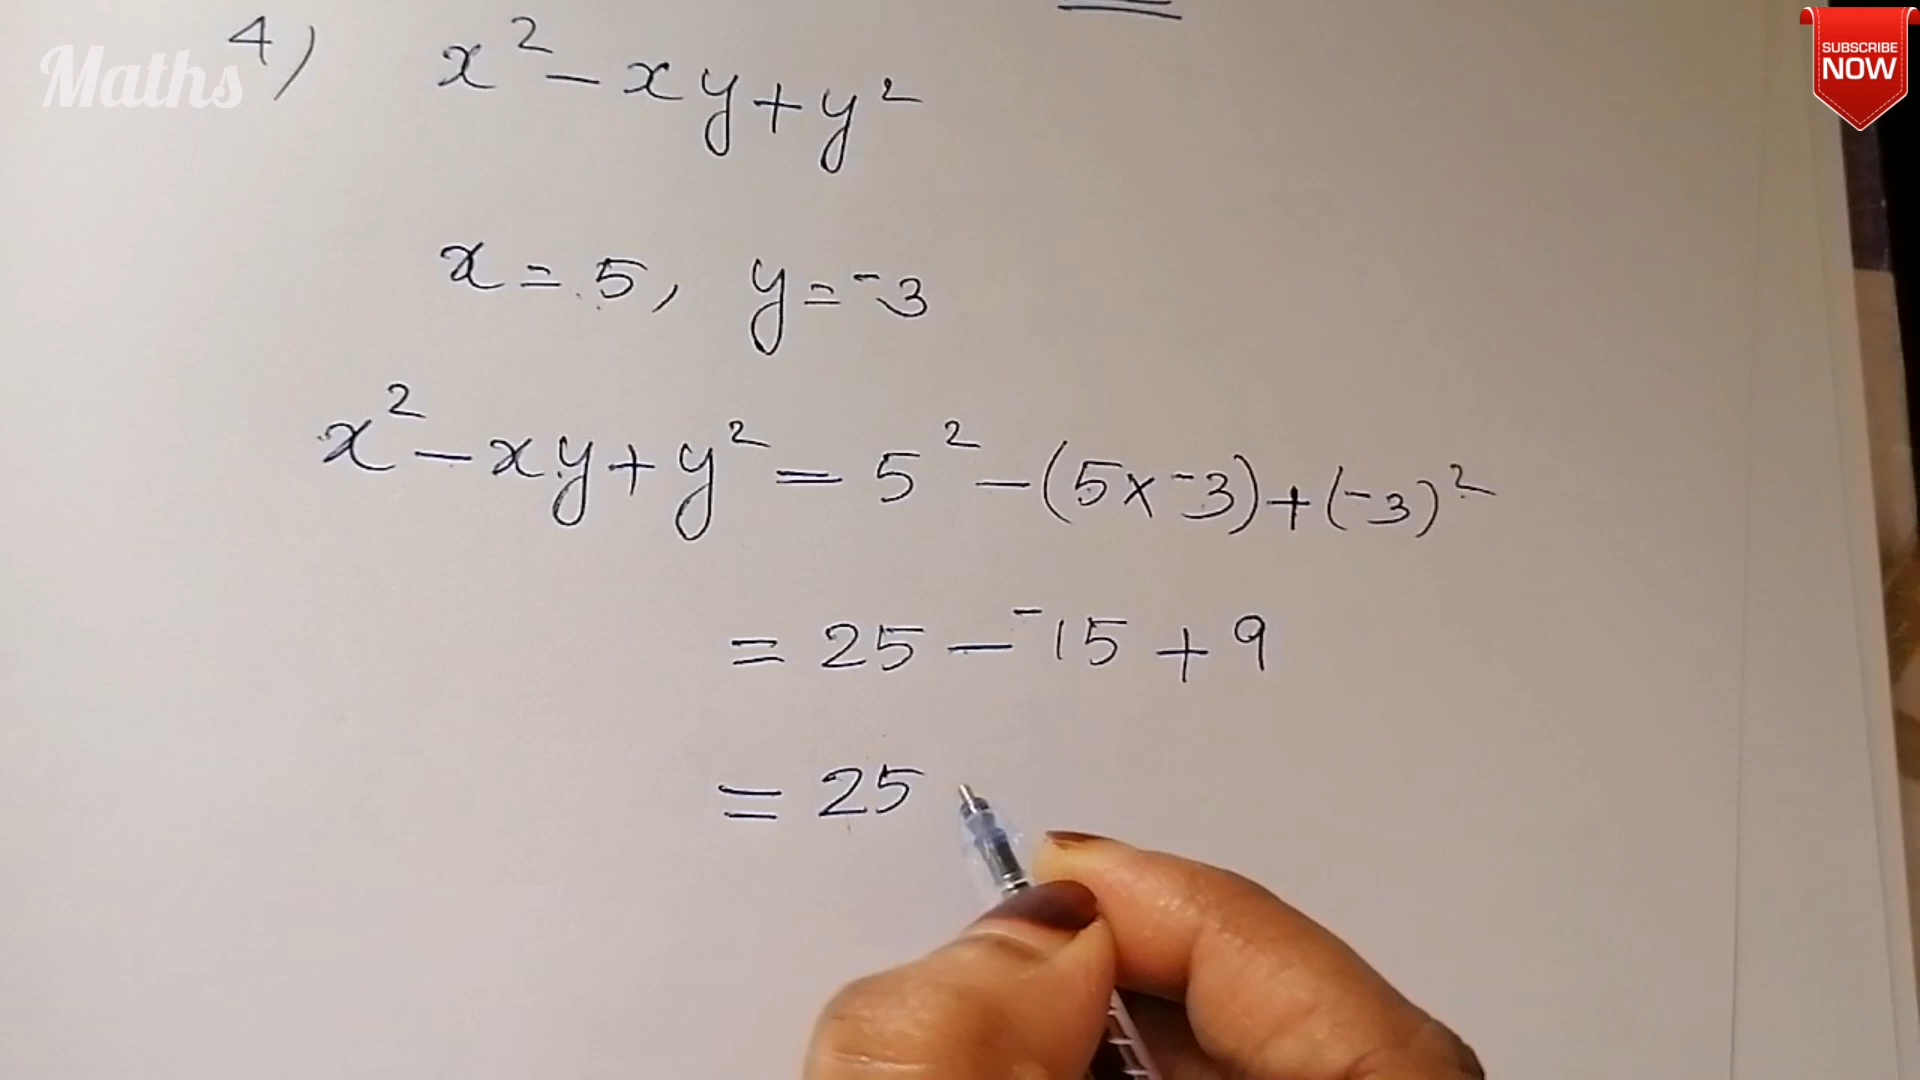 Maths
SUBSCRIBE
NOW
4) x² - xy + y²
x = 5, y = ⁻3
x² - xy + y² = 5² - (5 × ⁻3) + (⁻3)²
= 25 - ⁻15 + 9
= 25